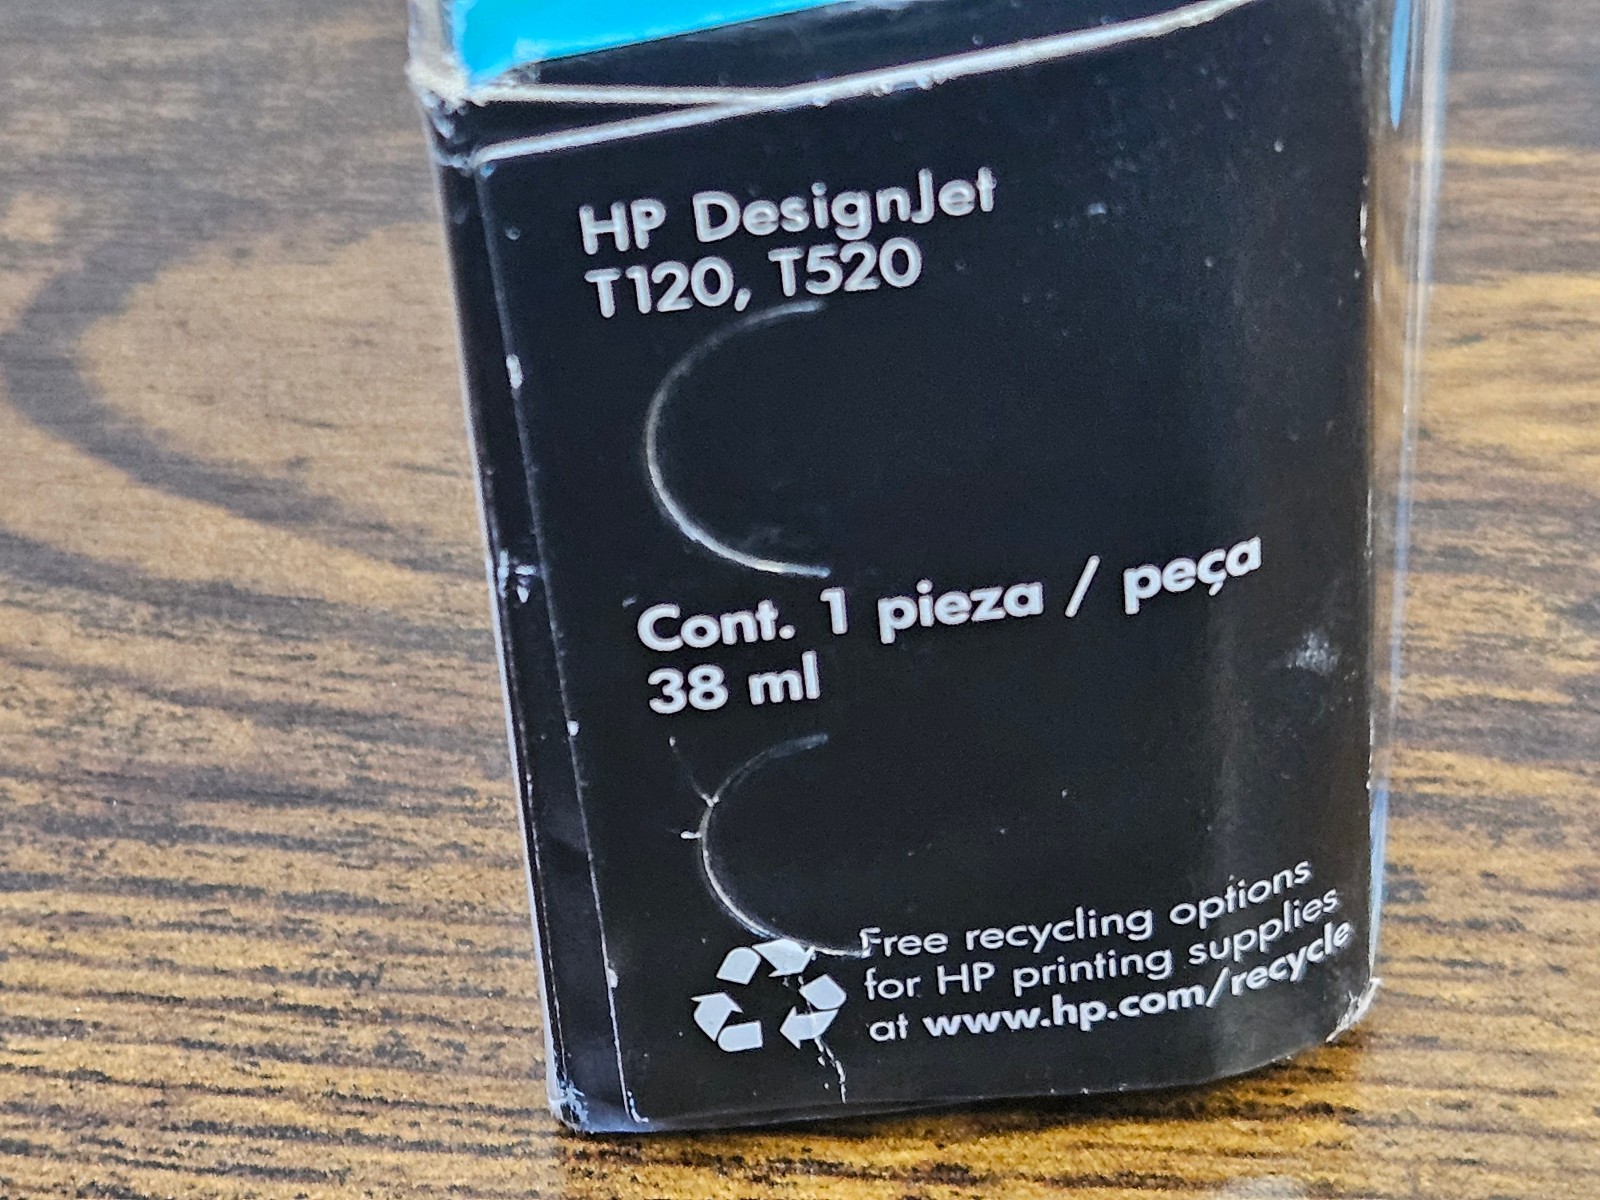 HP DesignJet
T120, T520
Cont. 1 pieza / peça
38 ml
Free recycling options
for HP printing supplies
at www.hp.com/recycle